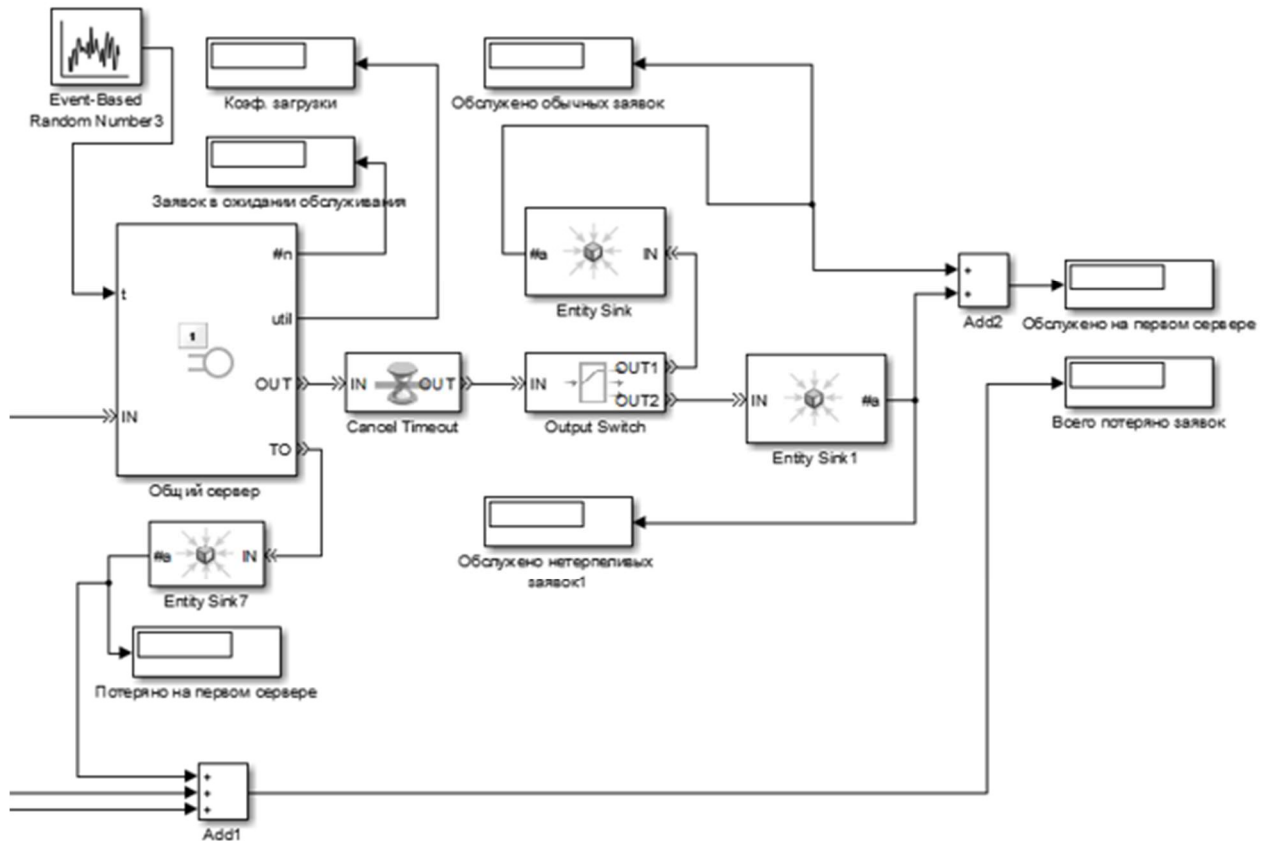 Event-Based
Random Number3
Коэф. загрузки
Обслужено обычных заявок
Заявок в ожидании обслуживания
t
#n
util
OUT
IN
TO
1
Общий сервер
#a
IN
Entity Sink
IN
OUT
Cancel Timeout
IN
OUT1
OUT2
Output Switch
IN
#a
Entity Sink1
+
+
Add2
Обслужено на первом сервере
Всего потеряно заявок
Обслужено нетерпеливых
заявок1
#a
IN
Entity Sink7
Потеряно на первом сервере
+
+
+
Add1